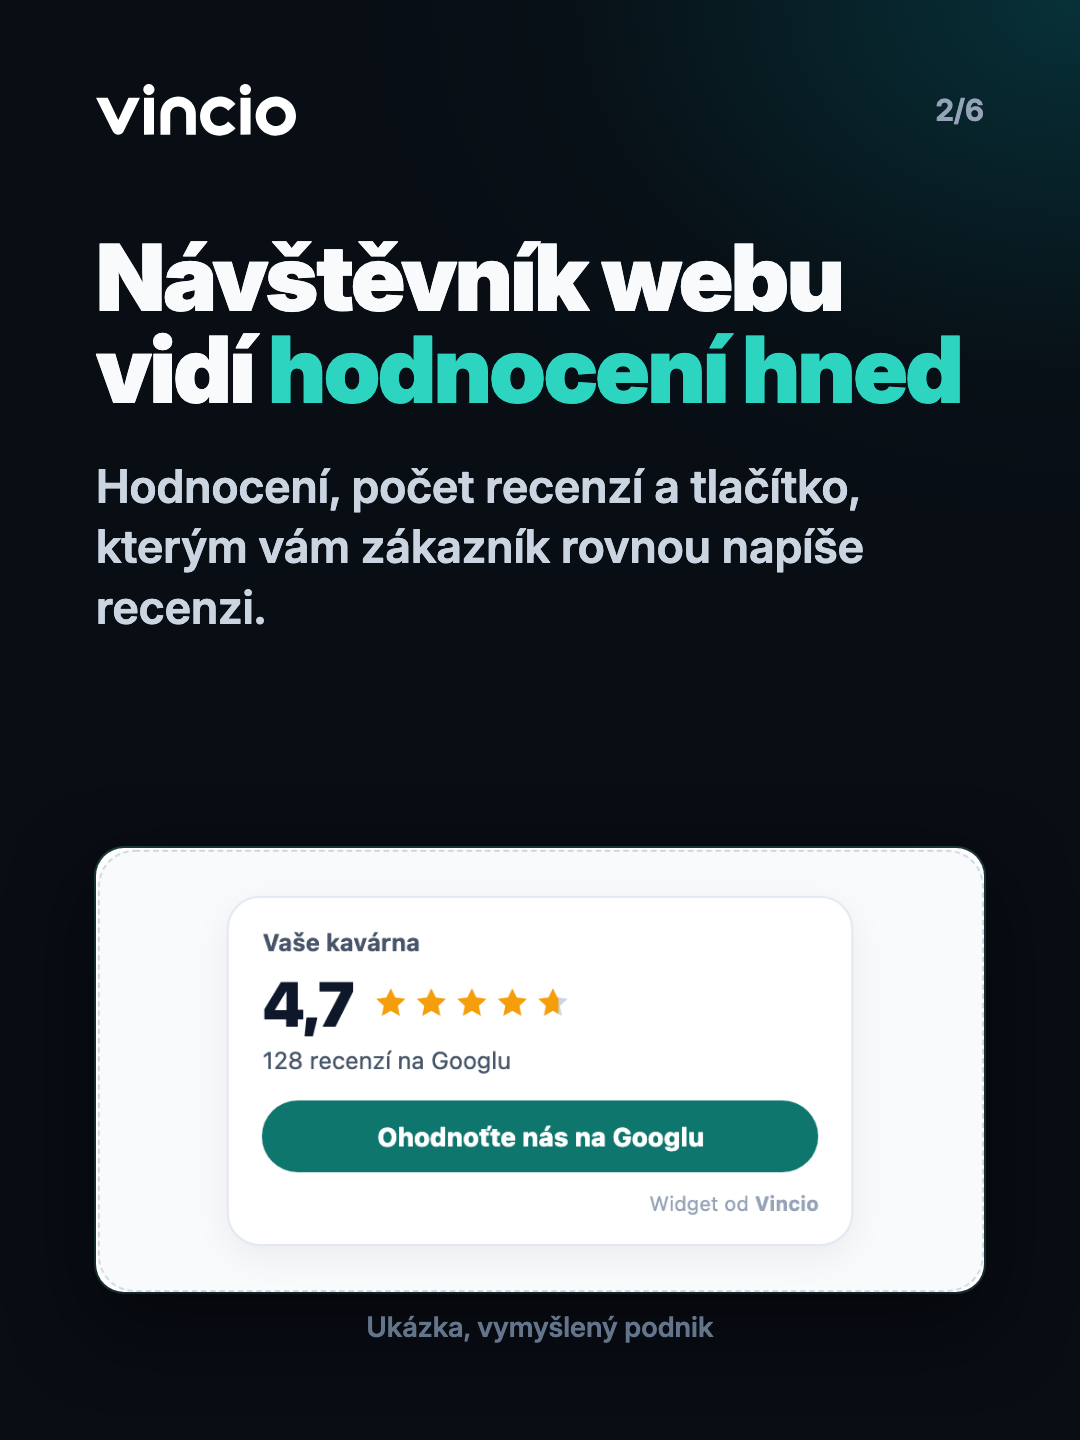 vincio
2/6
Návštěvník webu
vidí hodnocení hned
Hodnocení, počet recenzí a tlačítko,
kterým vám zákazník rovnou napíše
recenzi.
Vaše kavárna
4,7
128 recenzí na Googlu
Ohodnoťte nás na Googlu
Widget od Vincio
Ukázka, vymyšlený podnik